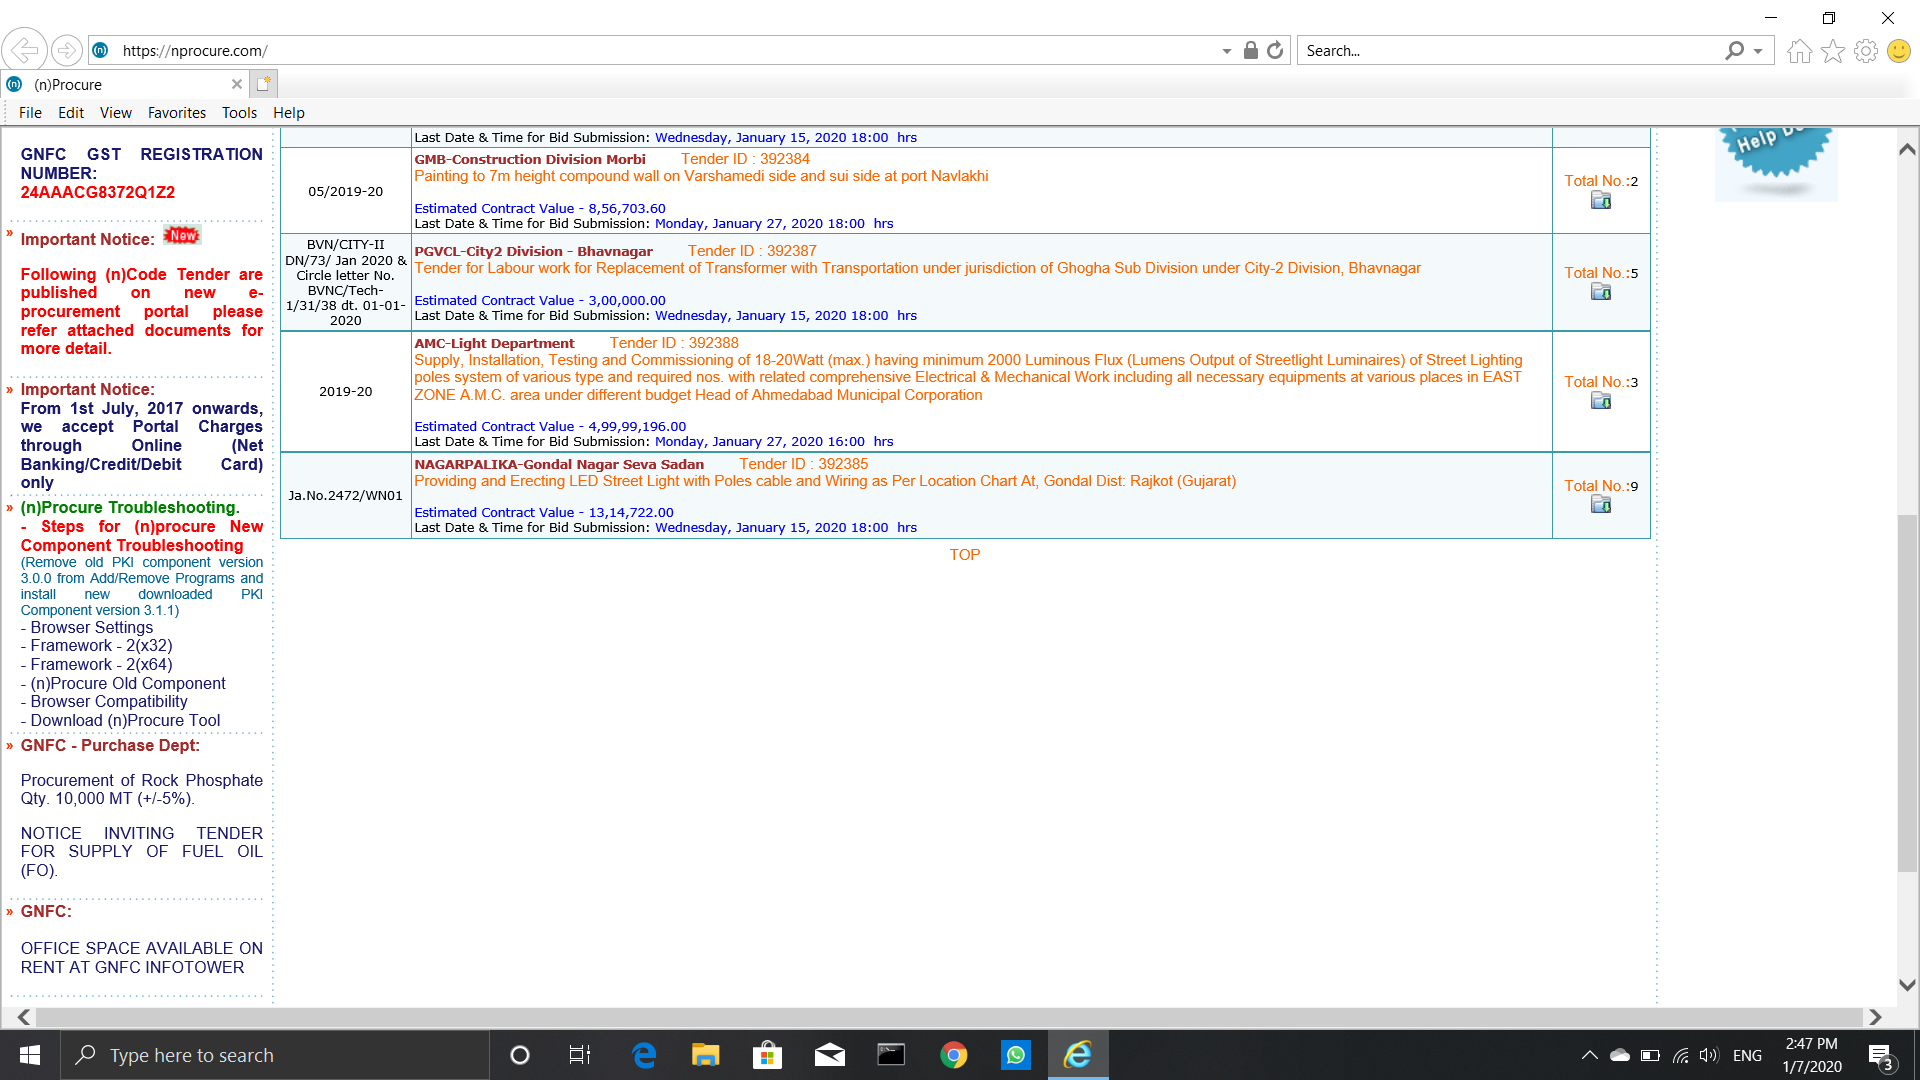 https://nprocure.com/
Search...
(n)Procure
File Edit View Favorites Tools Help
GNFC GST REGISTRATION
NUMBER:
24AAACG8372Q1Z2
» Important Notice: New
Following (n)Code Tender are
published on new e-
procurement portal please
refer attached documents for
more detail.
» Important Notice:
From 1st July, 2017 onwards,
we accept Portal Charges
through Online (Net
Banking/Credit/Debit Card)
only
» (n)Procure Troubleshooting.
- Steps for (n)procure New
Component Troubleshooting
(Remove old PKI component version
3.0.0 from Add/Remove Programs and
install new downloaded PKI
Component version 3.1.1)
- Browser Settings
- Framework - 2(x32)
- Framework - 2(x64)
- (n)Procure Old Component
- Browser Compatibility
- Download (n)Procure Tool
» GNFC - Purchase Dept:
Procurement of Rock Phosphate
Qty. 10,000 MT (+/-5%).
NOTICE INVITING TENDER
FOR SUPPLY OF FUEL OIL
(FO).
» GNFC:
OFFICE SPACE AVAILABLE ON
RENT AT GNFC INFOTOWER
Last Date & Time for Bid Submission: Wednesday, January 15, 2020 18:00 hrs
05/2019-20
GMB-Construction Division Morbi Tender ID : 392384
Painting to 7m height compound wall on Varshamedi side and sui side at port Navlakhi
Estimated Contract Value - 8,56,703.60
Last Date & Time for Bid Submission: Monday, January 27, 2020 18:00 hrs
Total No.:2
BVN/CITY-II
DN/73/ Jan 2020 &
Circle letter No.
BVNC/Tech-
1/31/38 dt. 01-01-
2020
PGVCL-City2 Division - Bhavnagar Tender ID : 392387
Tender for Labour work for Replacement of Transformer with Transportation under jurisdiction of Ghogha Sub Division under City-2 Division, Bhavnagar
Estimated Contract Value - 3,00,000.00
Last Date & Time for Bid Submission: Wednesday, January 15, 2020 18:00 hrs
Total No.:5
2019-20
AMC-Light Department Tender ID : 392388
Supply, Installation, Testing and Commissioning of 18-20Watt (max.) having minimum 2000 Luminous Flux (Lumens Output of Streetlight Luminaires) of Street Lighting
poles system of various type and required nos. with related comprehensive Electrical & Mechanical Work including all necessary equipments at various places in EAST
ZONE A.M.C. area under different budget Head of Ahmedabad Municipal Corporation
Estimated Contract Value - 4,99,99,196.00
Last Date & Time for Bid Submission: Monday, January 27, 2020 16:00 hrs
Total No.:3
Ja.No.2472/WN01
NAGARPALIKA-Gondal Nagar Seva Sadan Tender ID : 392385
Providing and Erecting LED Street Light with Poles cable and Wiring as Per Location Chart At, Gondal Dist: Rajkot (Gujarat)
Estimated Contract Value - 13,14,722.00
Last Date & Time for Bid Submission: Wednesday, January 15, 2020 18:00 hrs
Total No.:9
TOP
Help
Type here to search
ENG
2:47 PM
1/7/2020
3